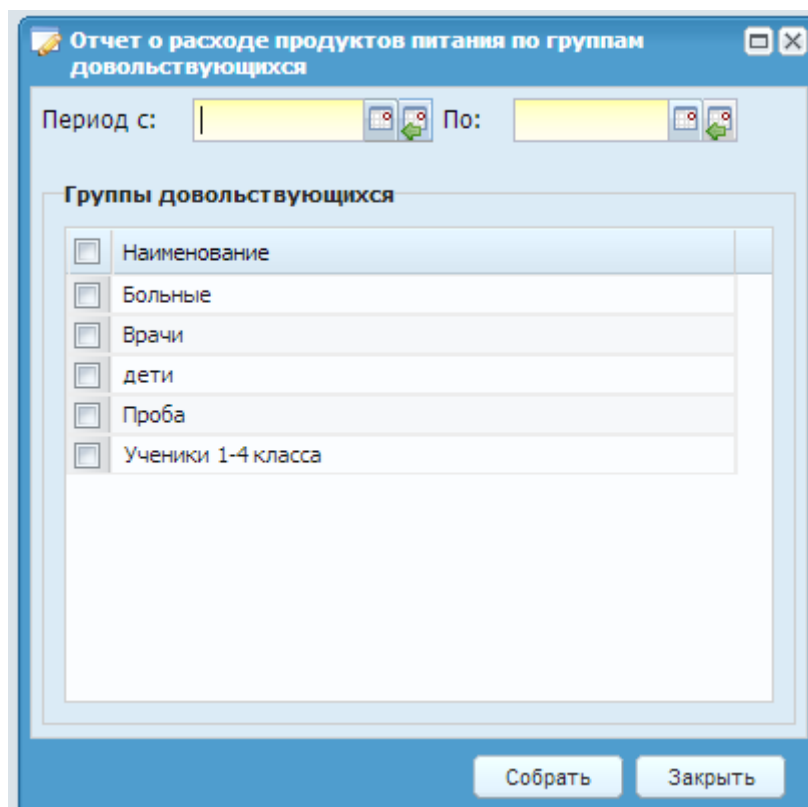 Отчет о расходе продуктов питания по группам
довольствующихся
Период с: По:
Группы довольствующихся
Наименование
Больные
Врачи
дети
Проба
Ученики 1-4 класса
Собрать Закрыть